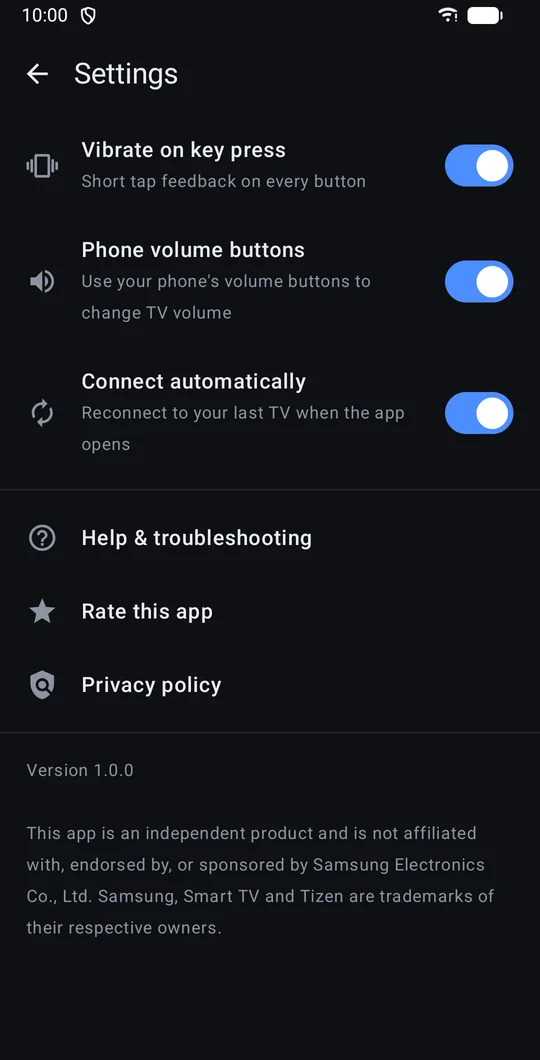 10:00
Settings
Vibrate on key press
Short tap feedback on every button
Phone volume buttons
Use your phone's volume buttons to
change TV volume
Connect automatically
Reconnect to your last TV when the app
opens
Help & troubleshooting
Rate this app
Privacy policy
Version 1.0.0
This app is an independent product and is not affiliated
with, endorsed by, or sponsored by Samsung Electronics
Co., Ltd. Samsung, Smart TV and Tizen are trademarks of
their respective owners.